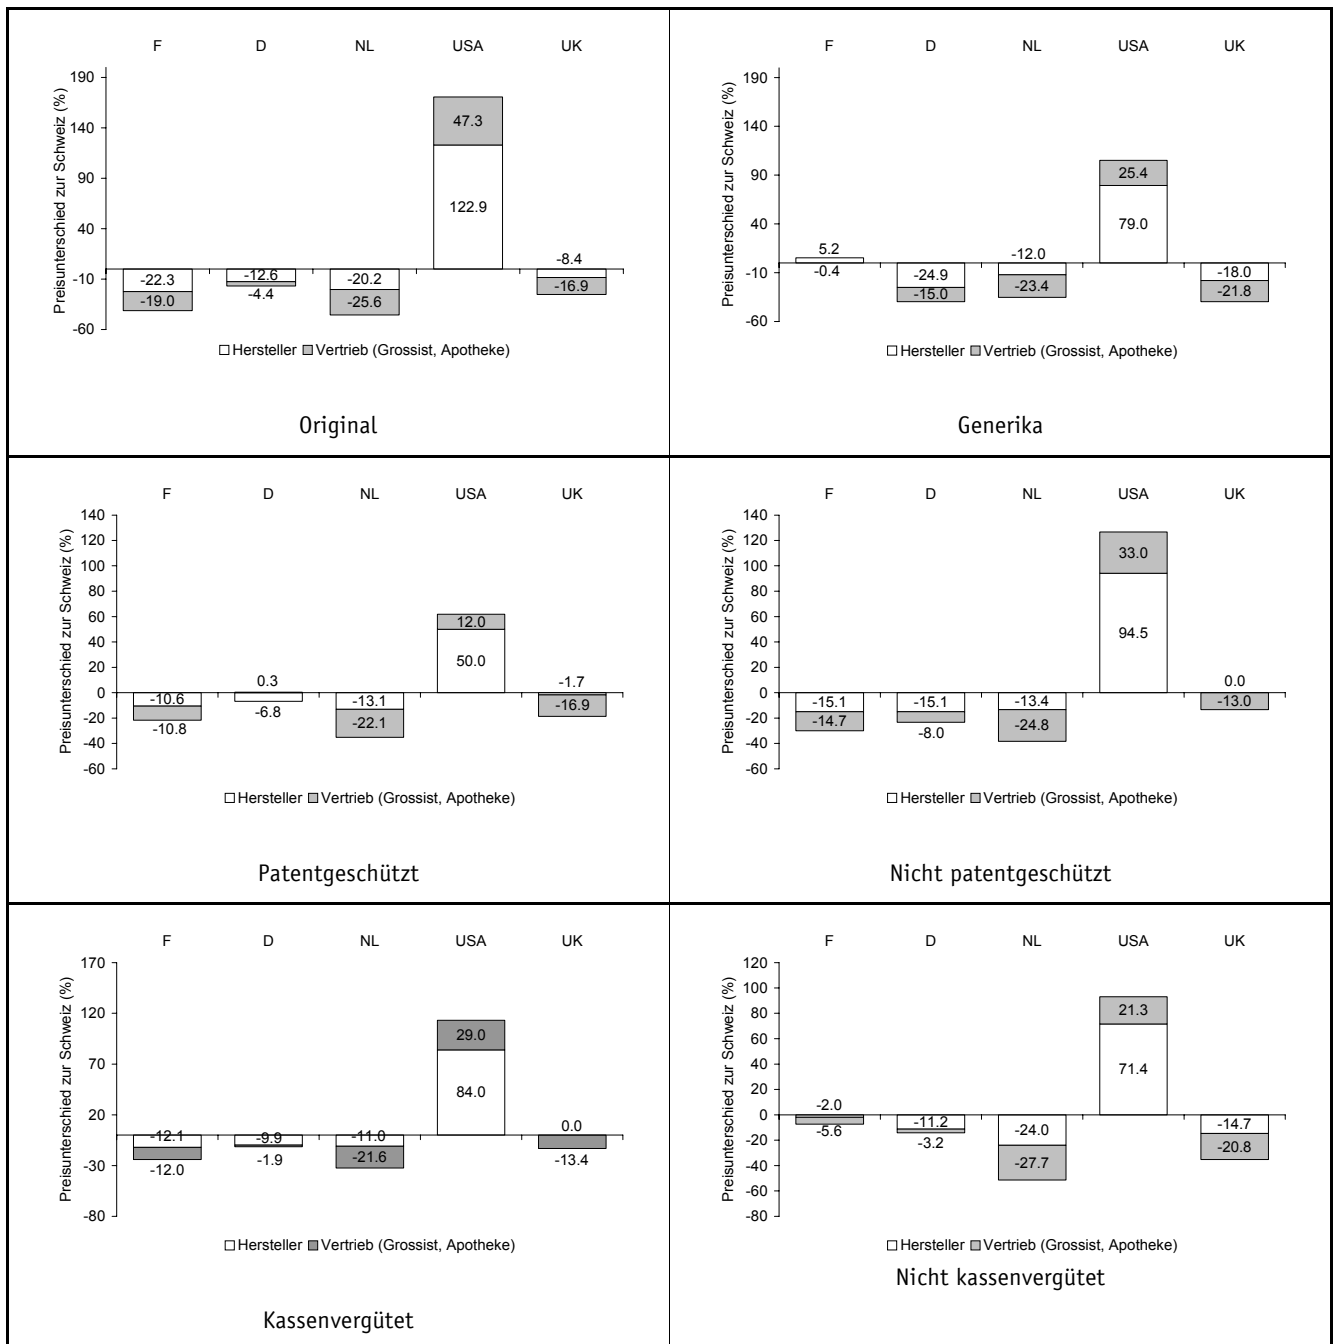 F D NL USA UK
Preisunterschied zur Schweiz (%)
190
140
90
40
-10
-60
47.3
122.9
-8.4
-22.3 -12.6 -20.2 -16.9
-19.0 -4.4 -25.6
Hersteller Vertrieb (Grossist, Apotheke)
Original
F D NL USA UK
Preisunterschied zur Schweiz (%)
190
140
90
40
-10
-60
25.4
79.0
5.2 -12.0
-0.4 -24.9 -23.4 -18.0
-15.0 -21.8
Hersteller Vertrieb (Grossist, Apotheke)
Generika
F D NL USA UK
Preisunterschied zur Schweiz (%)
140
120
100
80
60
40
20
0
-20
-40
-60
12.0
50.0
0.3 -1.7
-10.6 -6.8 -13.1 -16.9
-10.8 -22.1
Hersteller Vertrieb (Grossist, Apotheke)
Patentgeschützt
F D NL USA UK
Preisunterschied zur Schweiz (%)
140
120
100
80
60
40
20
0
-20
-40
-60
33.0
94.5
0.0
-15.1 -15.1 -13.4 -13.0
-14.7 -8.0 -24.8
Hersteller Vertrieb (Grossist, Apotheke)
Nicht patentgeschützt
F D NL USA UK
Preisunterschied zur Schweiz (%)
170
120
70
20
-30
-80
29.0
84.0
0.0
-12.1 -9.9 -11.0
-12.0 -1.9 -21.6 -13.4
Hersteller Vertrieb (Grossist, Apotheke)
Kassenvergütet
F D NL USA UK
Preisunterschied zur Schweiz (%)
120
100
80
60
40
20
0
-20
-40
-60
-80
21.3
71.4
-2.0
-5.6 -11.2 -24.0 -14.7
-3.2 -27.7 -20.8
Hersteller Vertrieb (Grossist, Apotheke)
Nicht kassenvergütet